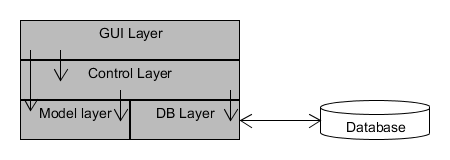 GUI Layer
Control Layer
Model layer
DB Layer
Database